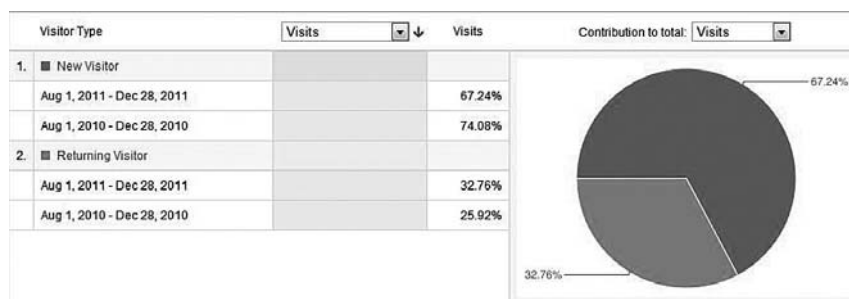 Visitor Type Visits Visits Contribution to total: Visits
1. New Visitor
Aug 1, 2011 - Dec 28, 2011 67.24%
Aug 1, 2010 - Dec 28, 2010 74.08%
2. Returning Visitor
Aug 1, 2011 - Dec 28, 2011 32.76%
Aug 1, 2010 - Dec 28, 2010 25.92%
67.24%
32.76%